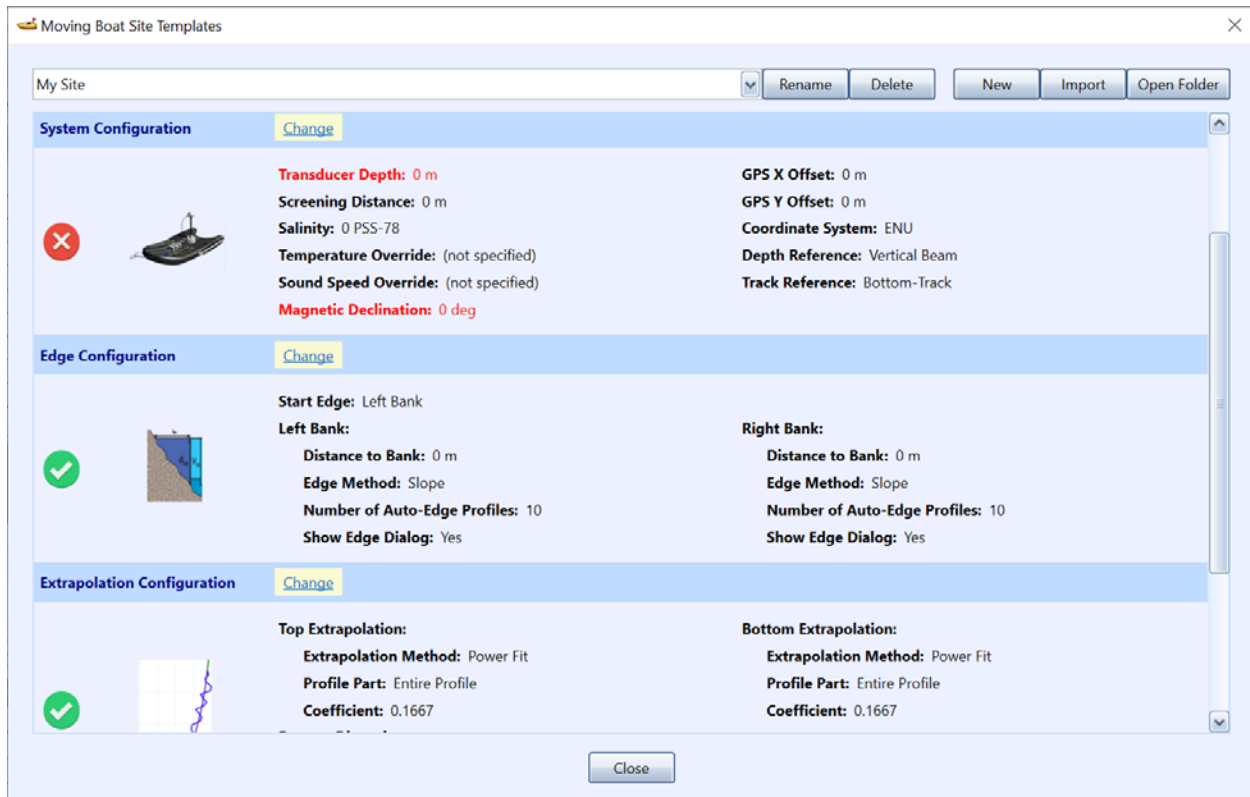 Moving Boat Site Templates
My Site
Rename
Delete
New
Import
Open Folder
System Configuration
Change
Transducer Depth: 0 m
Screening Distance: 0 m
Salinity: 0 PSS-78
Temperature Override: (not specified)
Sound Speed Override: (not specified)
Magnetic Declination: 0 deg
GPS X Offset: 0 m
GPS Y Offset: 0 m
Coordinate System: ENU
Depth Reference: Vertical Beam
Track Reference: Bottom-Track
Edge Configuration
Change
Start Edge: Left Bank
Left Bank:
Distance to Bank: 0 m
Edge Method: Slope
Number of Auto-Edge Profiles: 10
Show Edge Dialog: Yes
Right Bank:
Distance to Bank: 0 m
Edge Method: Slope
Number of Auto-Edge Profiles: 10
Show Edge Dialog: Yes
Extrapolation Configuration
Change
Top Extrapolation:
Extrapolation Method: Power Fit
Profile Part: Entire Profile
Coefficient: 0.1667
Bottom Extrapolation:
Extrapolation Method: Power Fit
Profile Part: Entire Profile
Coefficient: 0.1667
Close